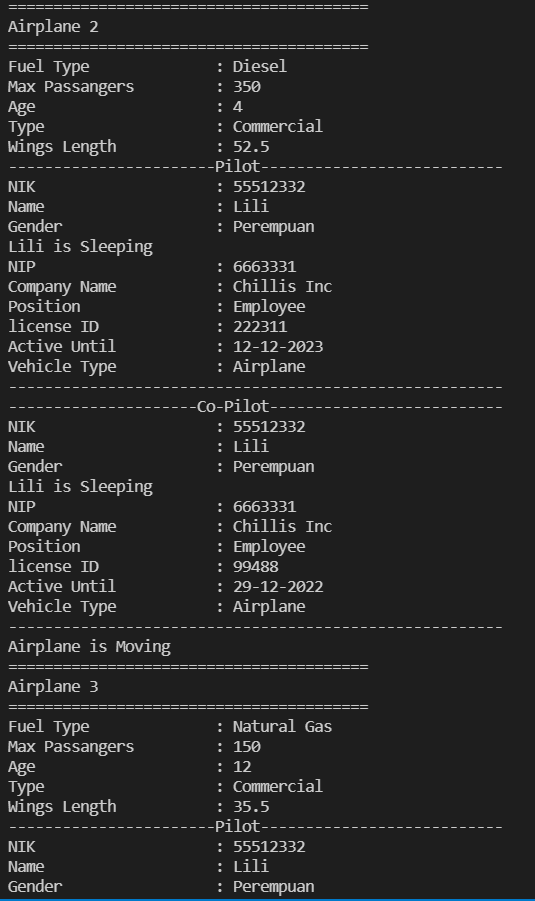 ========================================
Airplane 2
========================================
Fuel Type              : Diesel
Max Passangers         : 350
Age                    : 4
Type                   : Commercial
Wings Length           : 52.5
-----------------------Pilot---------------------------
NIK                    : 55512332
Name                   : Lili
Gender                 : Perempuan
Lili is Sleeping
NIP                    : 6663331
Company Name           : Chillis Inc
Position               : Employee
license ID             : 222311
Active Until           : 12-12-2023
Vehicle Type           : Airplane
-------------------------------------------------------
---------------------Co-Pilot--------------------------
NIK                    : 55512332
Name                   : Lili
Gender                 : Perempuan
Lili is Sleeping
NIP                    : 6663331
Company Name           : Chillis Inc
Position               : Employee
license ID             : 99488
Active Until           : 29-12-2022
Vehicle Type           : Airplane
-------------------------------------------------------
Airplane is Moving
========================================
Airplane 3
========================================
Fuel Type              : Natural Gas
Max Passangers         : 150
Age                    : 12
Type                   : Commercial
Wings Length           : 35.5
-----------------------Pilot---------------------------
NIK                    : 55512332
Name                   : Lili
Gender                 : Perempuan